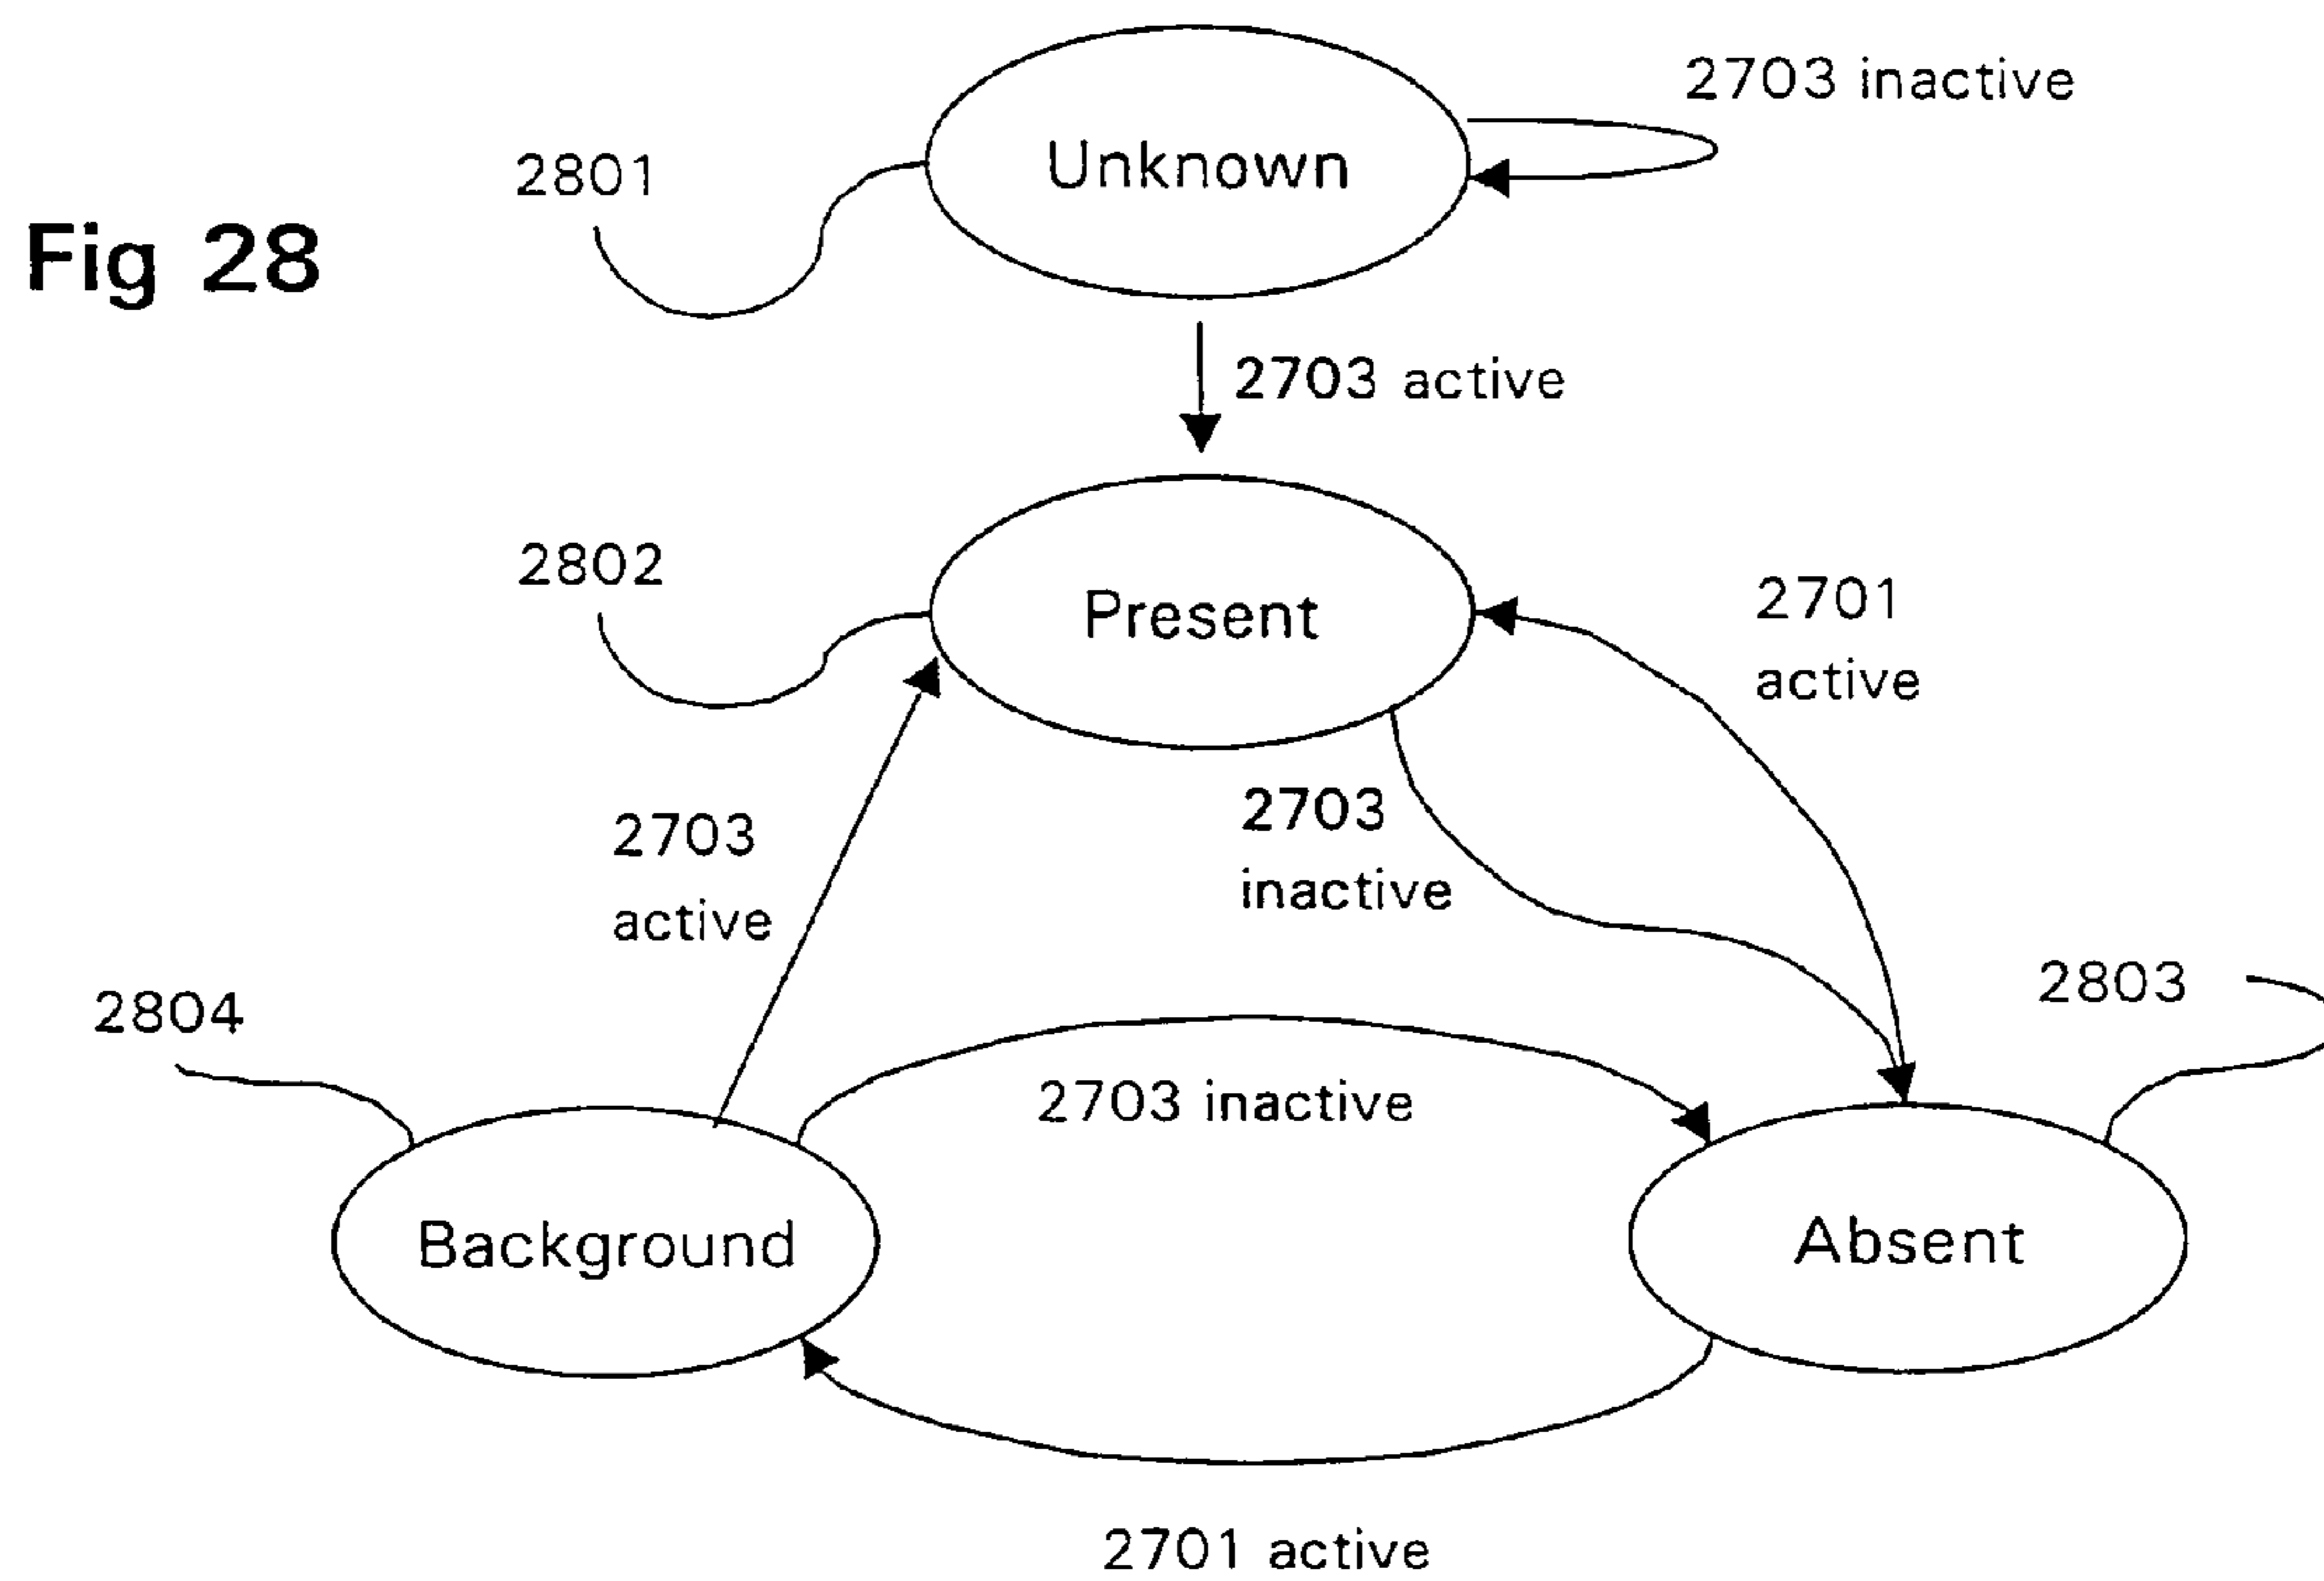 2703 inactive
2801
Unknown
Fig 28
2703 active
2802
Present
2701
active
2703
active
2703
inactive
2804
2803
2703 inactive
Background
Absent
2701 active